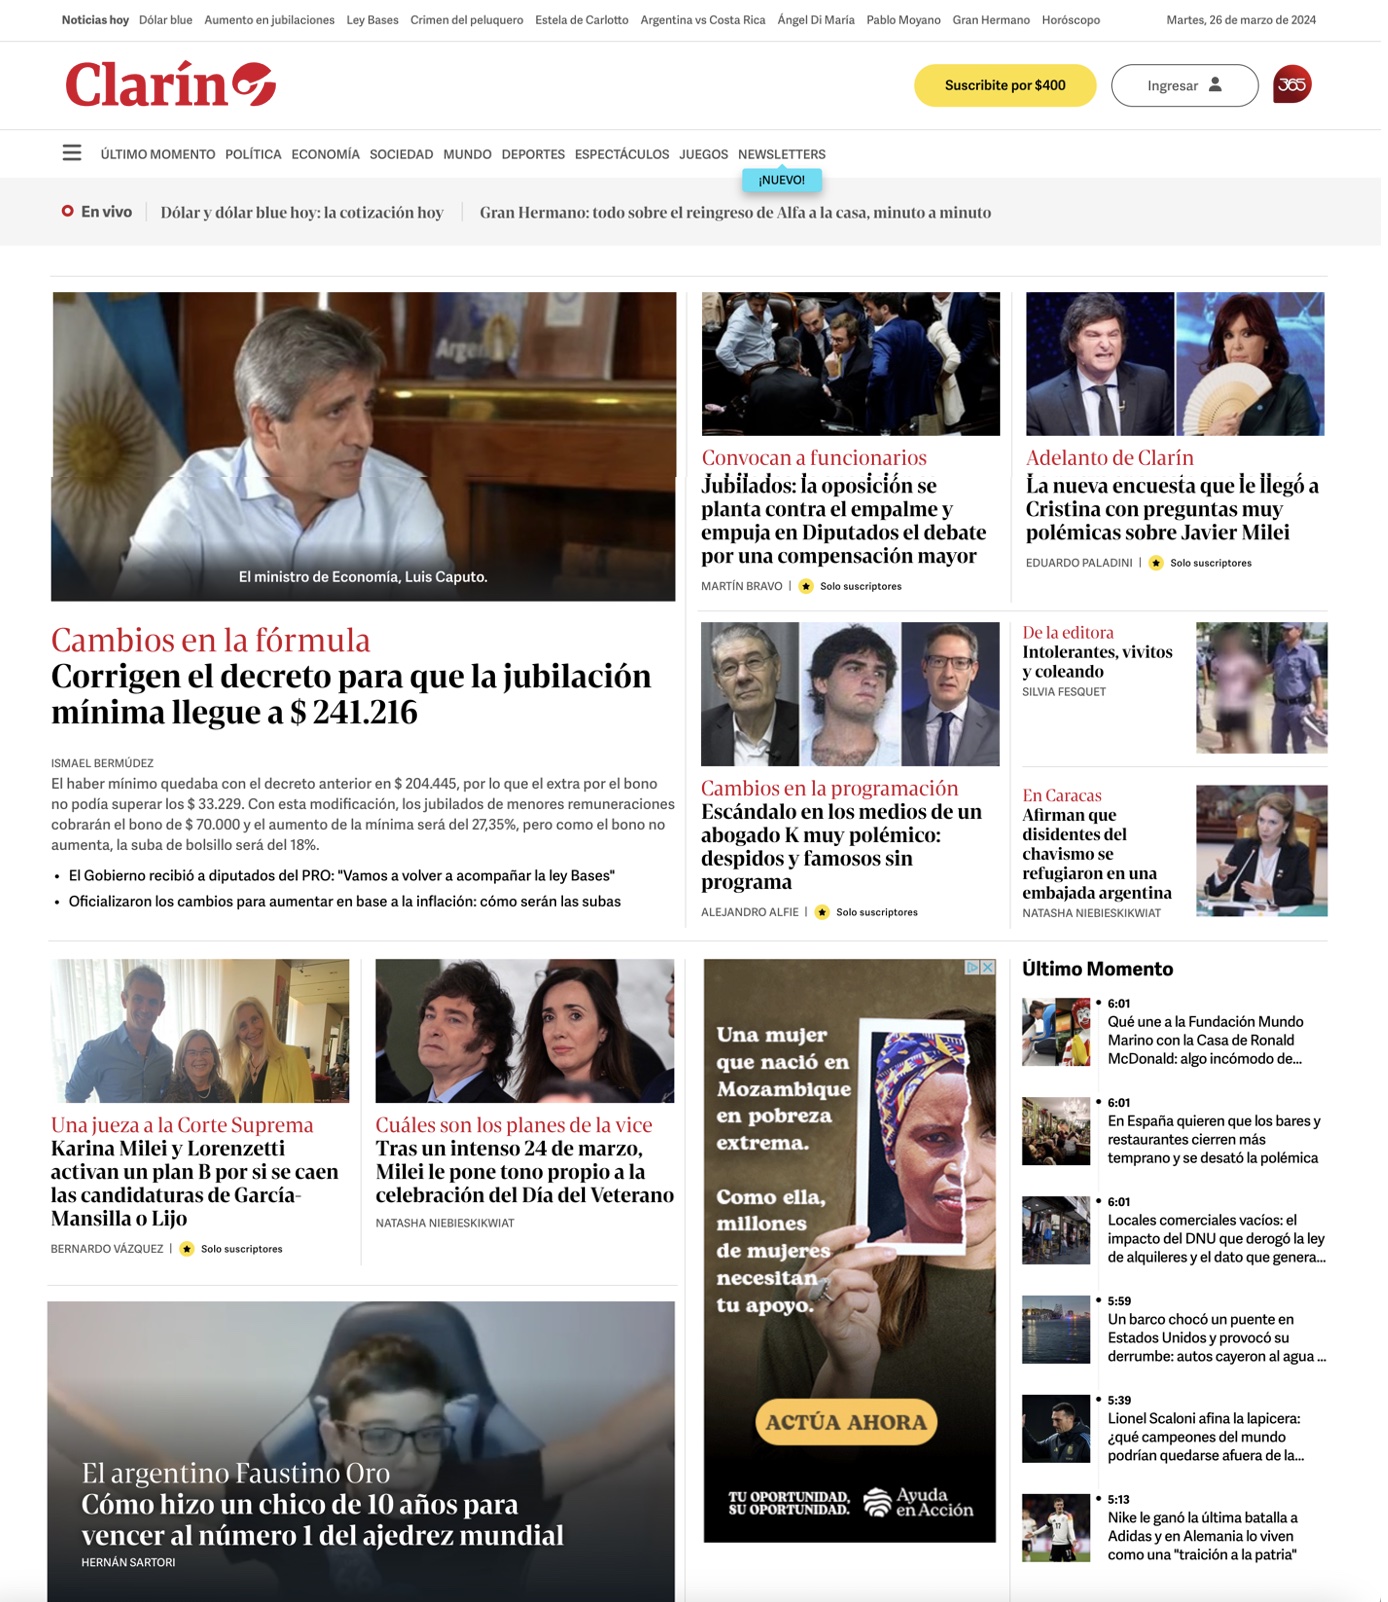 Noticias hoy Dólar blue Aumento en jubilaciones Ley Bases Crimen del peluquero Estela de Carlotto Argentina vs Costa Rica Ángel Di María Pablo Moyano Gran Hermano Horóscopo Martes, 26 de marzo de 2024
Clarín
Suscribite por $400
Ingresar
365
ÚLTIMO MOMENTO POLÍTICA ECONOMÍA SOCIEDAD MUNDO DEPORTES ESPECTÁCULOS JUEGOS NEWSLETTERS
¡NUEVO!
En vivo Dólar y dólar blue hoy: la cotización hoy Gran Hermano: todo sobre el reingreso de Alfa a la casa, minuto a minuto
El ministro de Economía, Luis Caputo.
Cambios en la fórmula
Corrigen el decreto para que la jubilación
mínima llegue a $ 241.216
ISMAEL BERMÚDEZ
El haber mínimo quedaba con el decreto anterior en $ 204.445, por lo que el extra por el bono
no podía superar los $ 33.229. Con esta modificación, los jubilados de menores remuneraciones
cobrarán el bono de $ 70.000 y el aumento de la mínima será del 27,35%, pero como el bono no
aumenta, la suba de bolsillo será del 18%.
• El Gobierno recibió a diputados del PRO: "Vamos a volver a acompañar la ley Bases"
• Oficializaron los cambios para aumentar en base a la inflación: cómo serán las subas
Convocan a funcionarios
Jubilados: la oposición se
planta contra el empalme y
empuja en Diputados el debate
por una compensación mayor
MARTÍN BRAVO | Solo suscriptores
Adelanto de Clarín
La nueva encuesta que le llegó a
Cristina con preguntas muy
polémicas sobre Javier Milei
EDUARDO PALADINI | Solo suscriptores
Cambios en la programación
Escándalo en los medios de un
abogado K muy polémico:
despidos y famosos sin
programa
ALEJANDRO ALFIE | Solo suscriptores
De la editora
Intolerantes, vivitos
y coleando
SILVIA FESQUET
En Caracas
Afirman que
disidentes del
chavismo se
refugiaron en una
embajada argentina
NATASHA NIEBIESKIKWIAT
Una jueza a la Corte Suprema
Karina Milei y Lorenzetti
activan un plan B por si se caen
las candidaturas de García-
Mansilla o Lijo
BERNARDO VÁZQUEZ | Solo suscriptores
Cuáles son los planes de la vice
Tras un intenso 24 de marzo,
Milei le pone tono propio a la
celebración del Día del Veterano
NATASHA NIEBIESKIKWIAT
El argentino Faustino Oro
Cómo hizo un chico de 10 años para
vencer al número 1 del ajedrez mundial
HERNÁN SARTORI
Una mujer
que nació en
Mozambique
en pobreza
extrema.
Como ella,
millones
de mujeres
necesitan
tu apoyo.
ACTÚA AHORA
TU OPORTUNIDAD,
SU OPORTUNIDAD.
Ayuda
en Acción
Último Momento
6:01
Qué une a la Fundación Mundo
Marino con la Casa de Ronald
McDonald: algo incómodo de...
6:01
En España quieren que los bares y
restaurantes cierren más
temprano y se desató la polémica
6:01
Locales comerciales vacíos: el
impacto del DNU que derogó la ley
de alquileres y el dato que genera...
5:59
Un barco chocó un puente en
Estados Unidos y provocó su
derrumbe: autos cayeron al agua ...
5:39
Lionel Scaloni afina la lapicera:
¿qué campeones del mundo
podrían quedarse afuera de la...
5:13
Nike le ganó la última batalla a
Adidas y en Alemania lo viven
como una "traición a la patria"